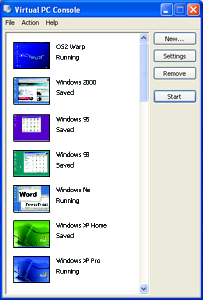 Virtual PC Console
File Action Help
OS2 Warp
Running
New...
Windows 2000
Saved
Settings
Remove
Windows 95
Saved
Start
Windows 98
Saved
Windows Me
Running
Word
Windows XP Home
Saved
Windows XP Pro
Running